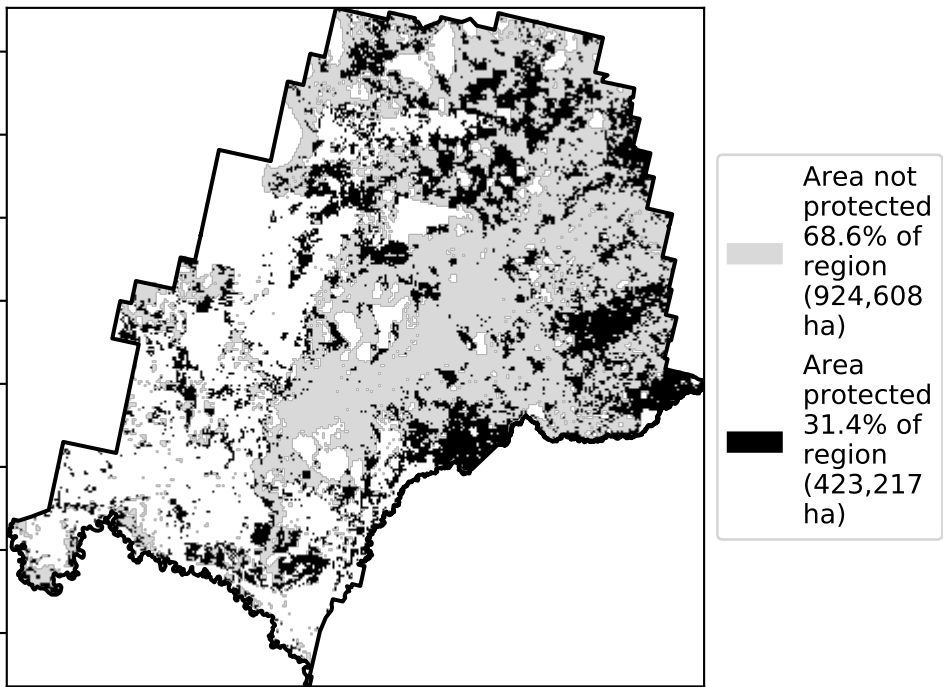 Area not
protected
68.6% of
region
(924,608
ha)
Area
protected
31.4% of
region
(423,217
ha)